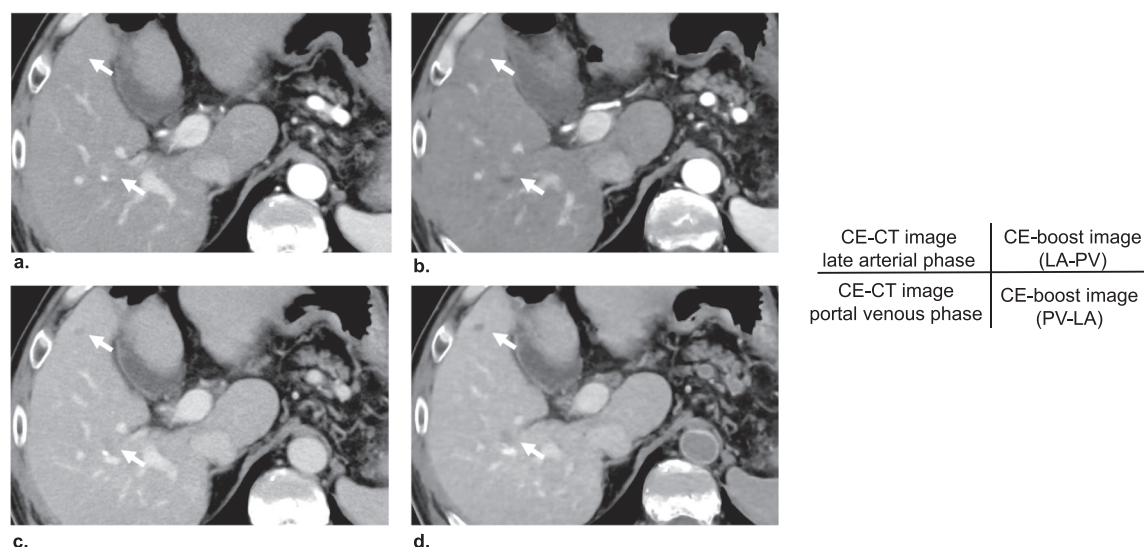 a.
b.
CE-CT image
late arterial phase
CE-boost image
(LA-PV)
CE-CT image
portal venous phase
CE-boost image
(PV-LA)
c.
d.